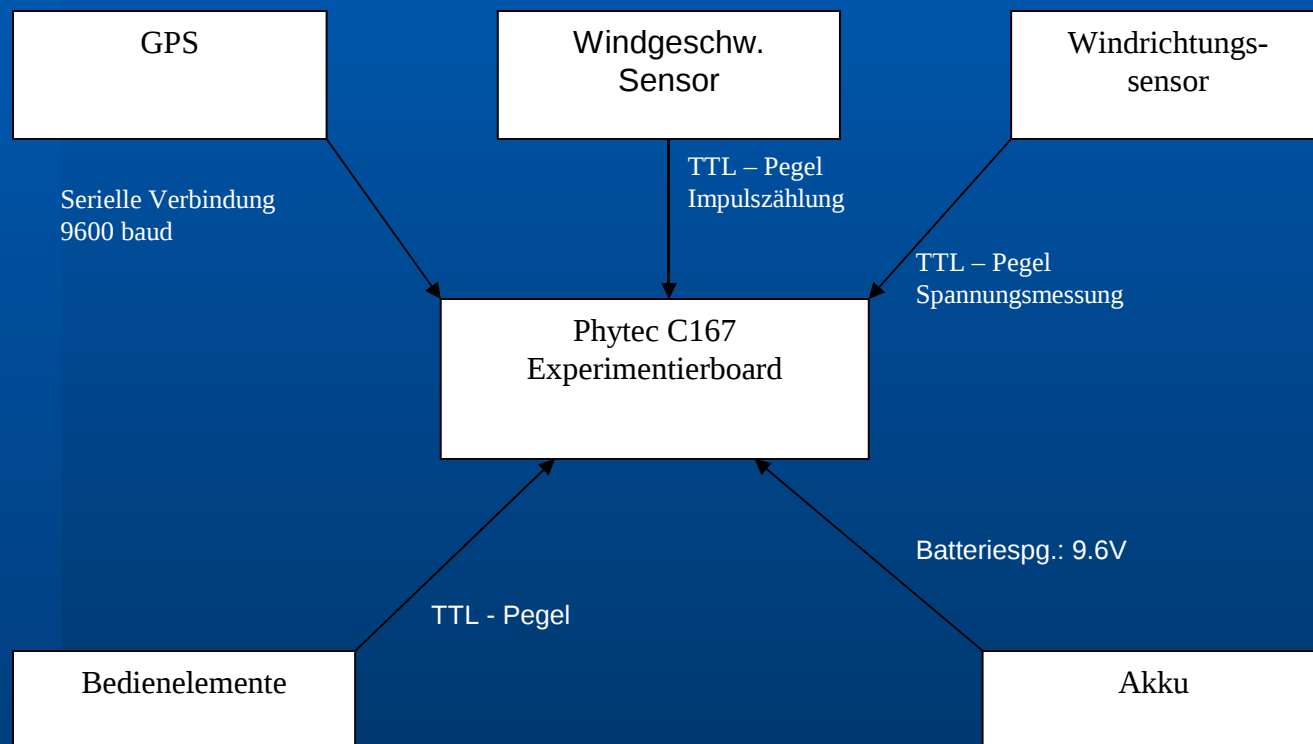 GPS
Windgeschw.
Sensor
Windrichtungs-
sensor
Serielle Verbindung
9600 baud
TTL – Pegel
Impulszählung
TTL – Pegel
Spannungsmessung
Phytec C167
Experimentierboard
Batteriespg.: 9.6V
TTL - Pegel
Bedienelemente
Akku